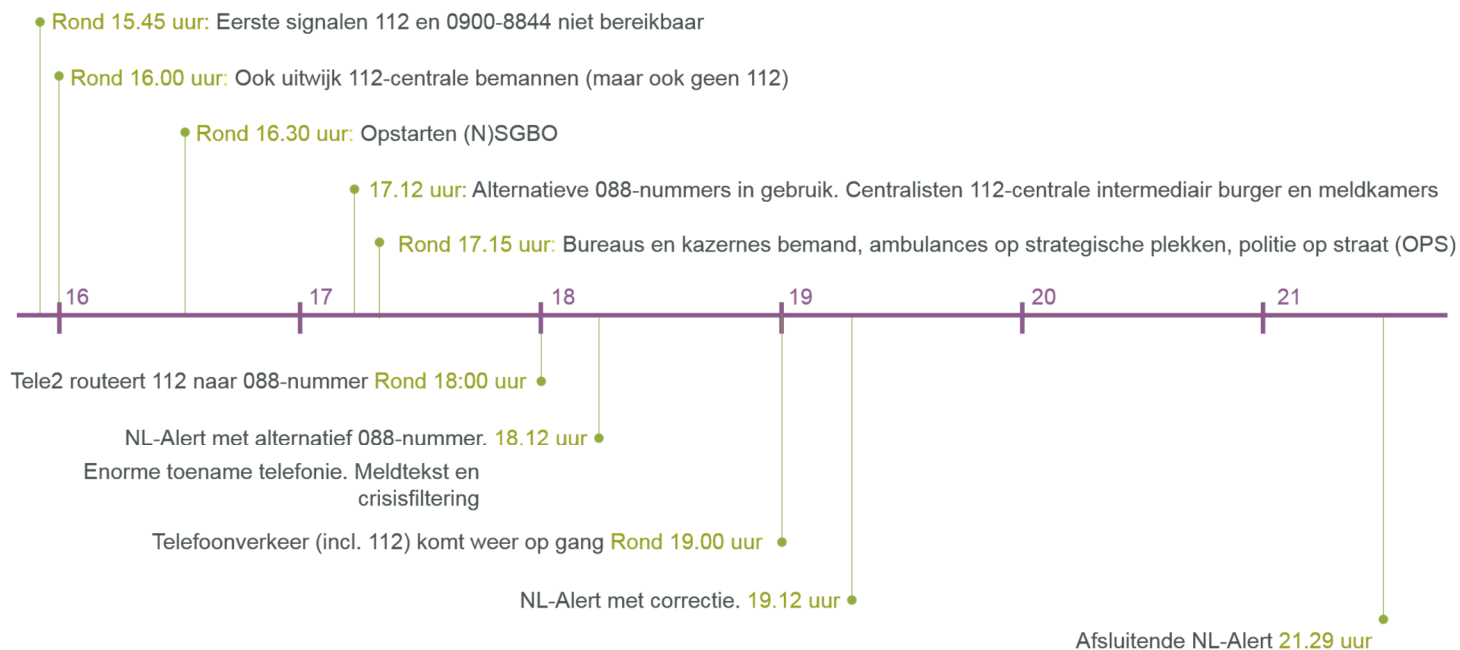 Rond 15.45 uur: Eerste signalen 112 en 0900-8844 niet bereikbaar
Rond 16.00 uur: Ook uitwijk 112-centrale bemannen (maar ook geen 112)
Rond 16.30 uur: Opstarten (N)SGBO
17.12 uur: Alternatieve 088-nummers in gebruik. Centralisten 112-centrale intermediair burger en meldkamers
Rond 17.15 uur: Bureaus en kazernes bemand, ambulances op strategische plekken, politie op straat (OPS)
16 17 18 19 20 21
Tele2 routeert 112 naar 088-nummer Rond 18:00 uur
NL-Alert met alternatief 088-nummer. 18.12 uur
Enorme toename telefonie. Meldtekst en
crisisfiltering
Telefoonverkeer (incl. 112) komt weer op gang Rond 19.00 uur
NL-Alert met correctie. 19.12 uur
Afsluitende NL-Alert 21.29 uur